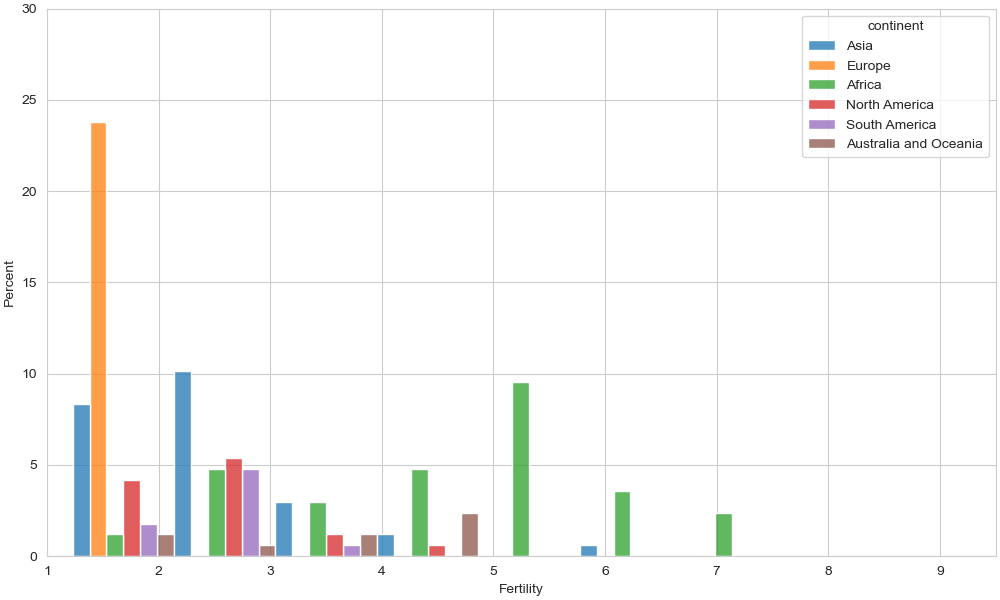 30
25
20
15
10
5
0
Percent
continent
Asia
Europe
Africa
North America
South America
Australia and Oceania
1 2 3 4 5 6 7 8 9
Fertility